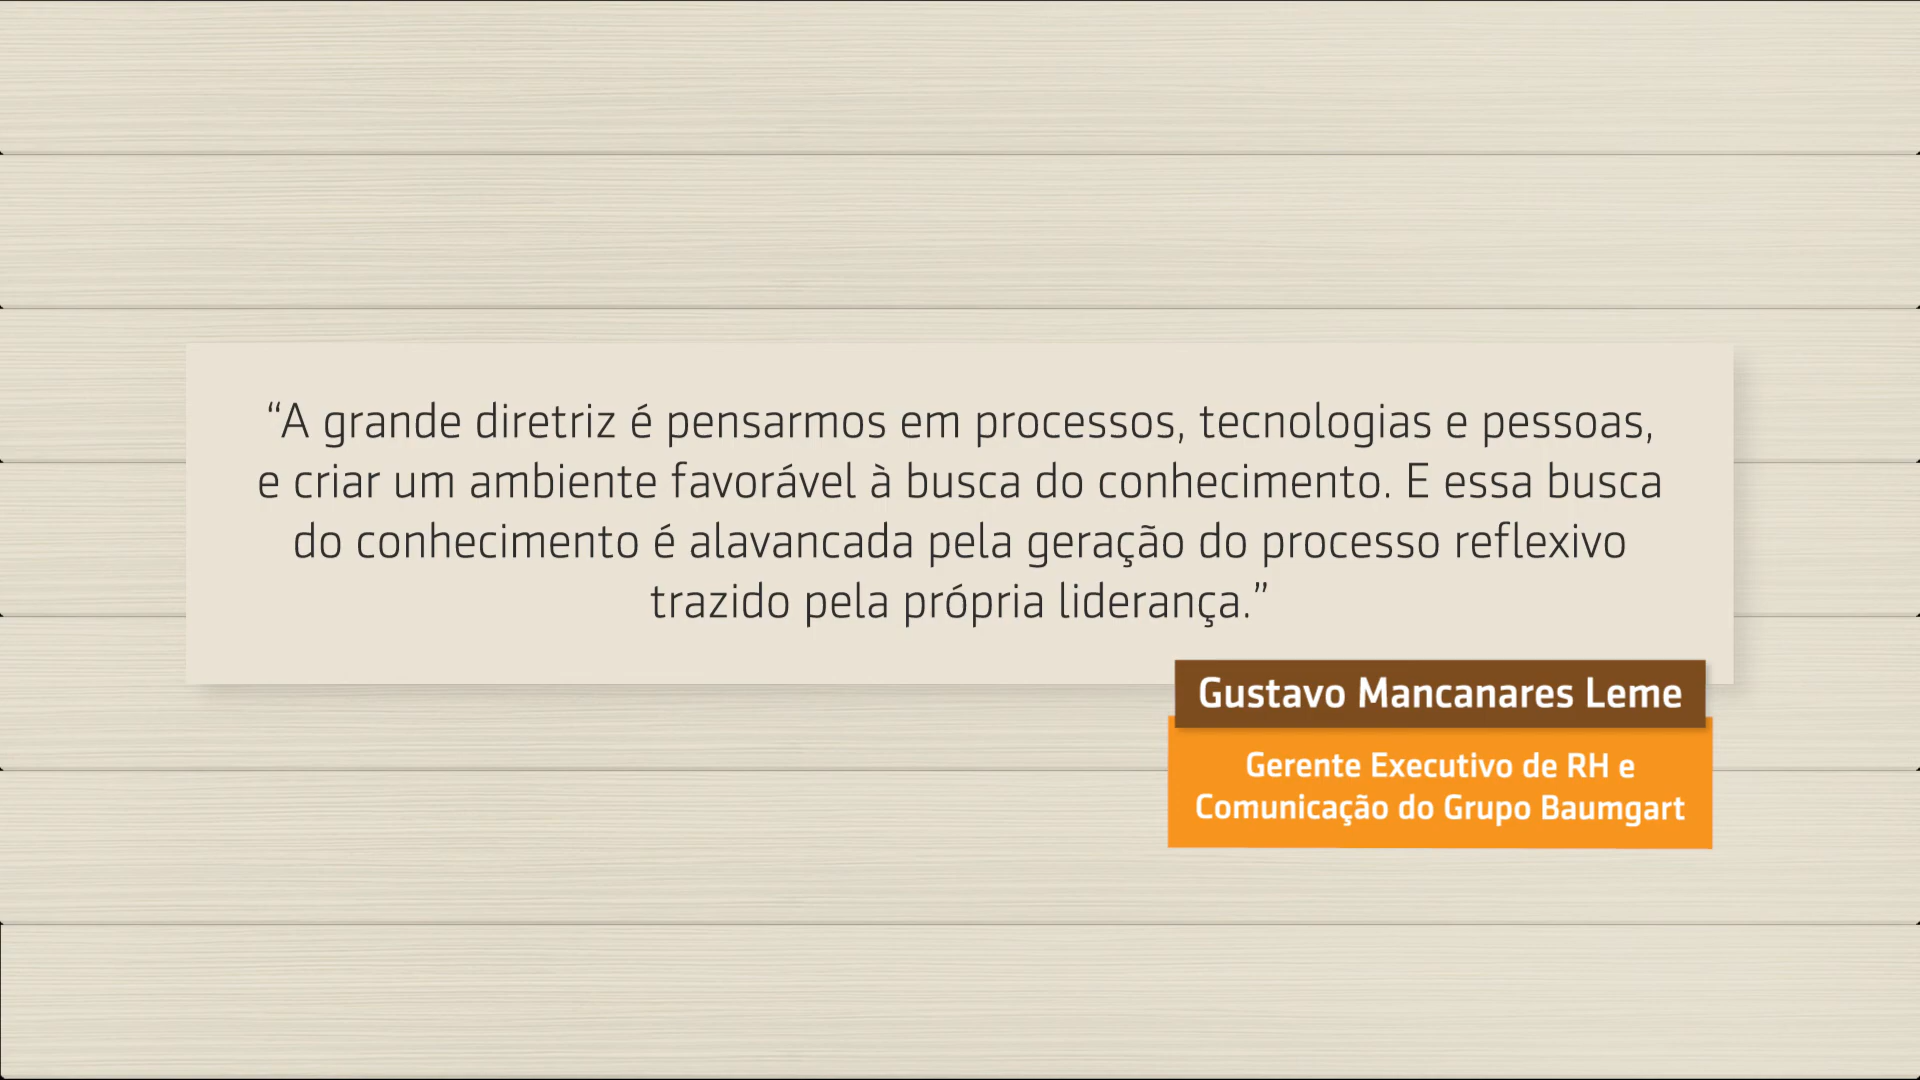 “A grande diretriz é pensarmos em processos, tecnologias e pessoas,
e criar um ambiente favorável à busca do conhecimento. E essa busca
do conhecimento é alavancada pela geração do processo reflexivo
trazido pela própria liderança.”
Gustavo Mancanares Leme
Gerente Executivo de RH e
Comunicação do Grupo Baumgart